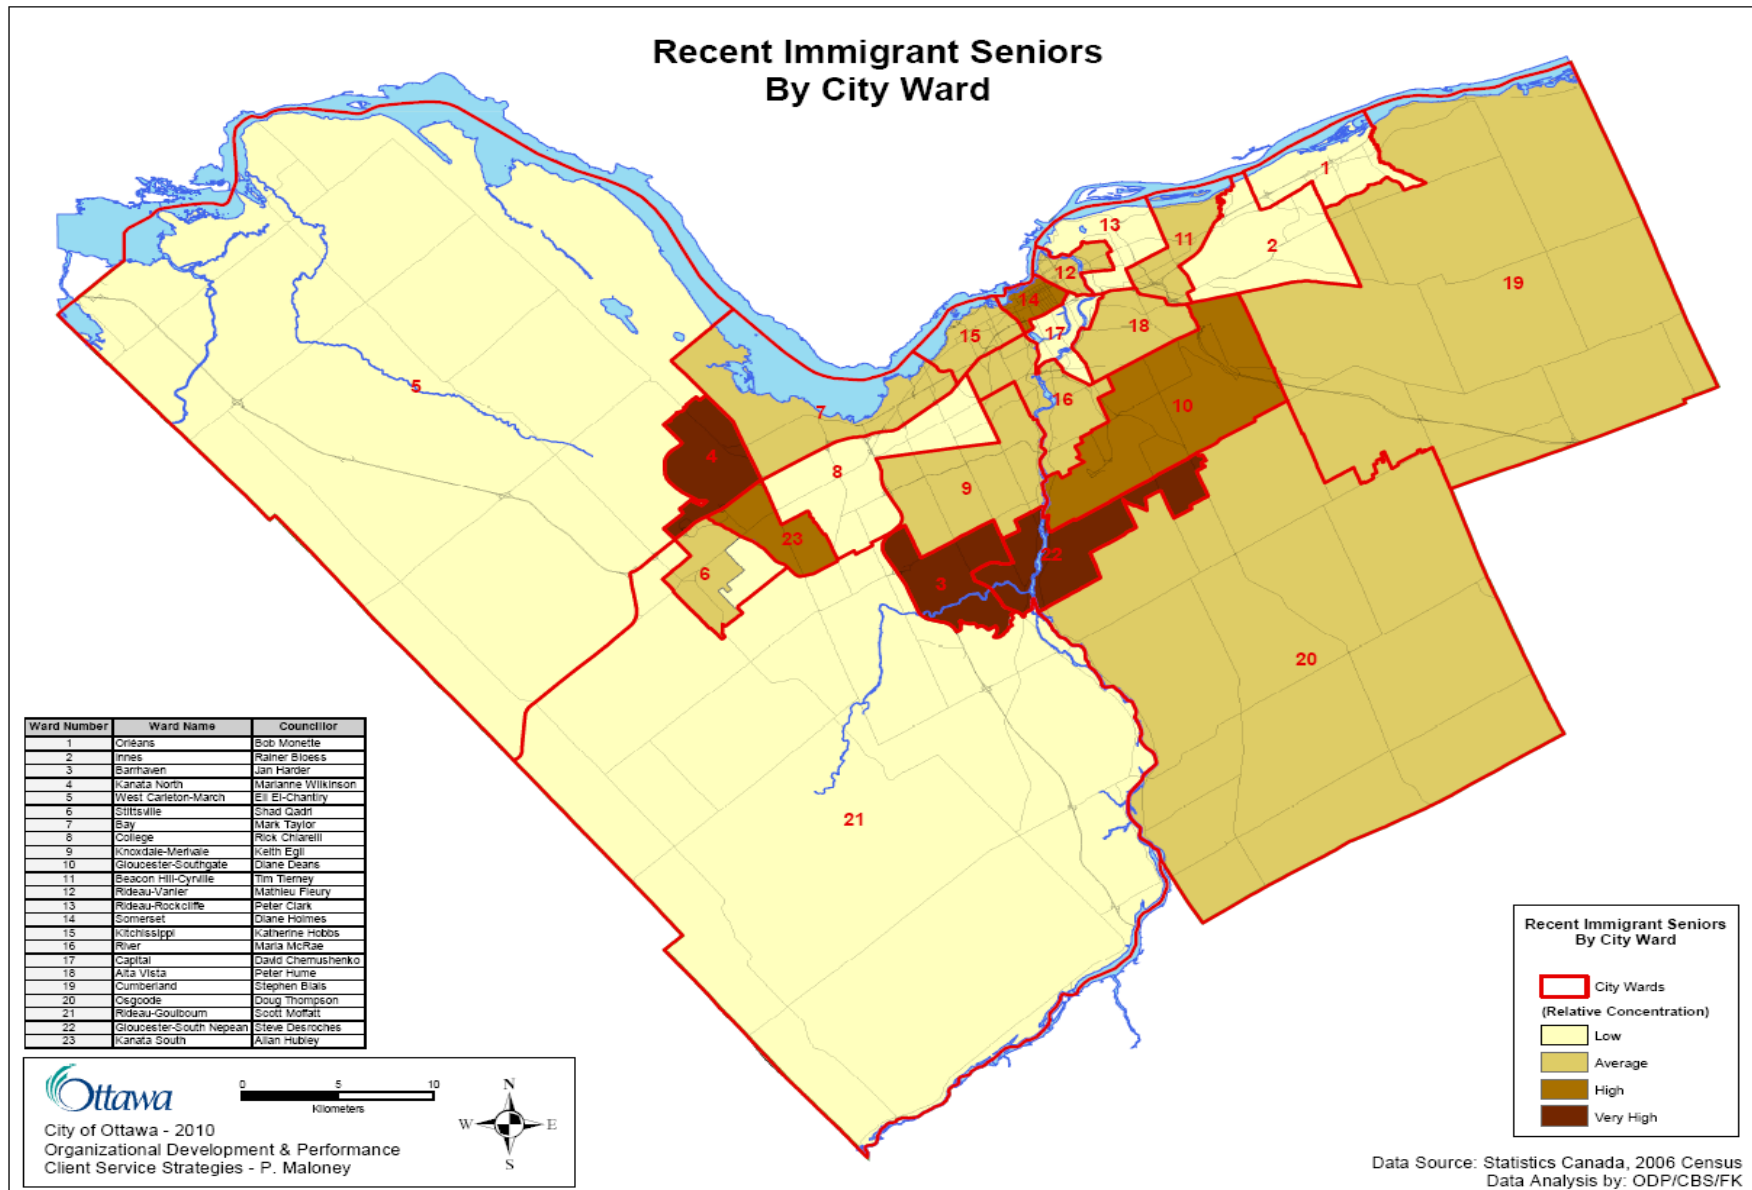 Recent Immigrant Seniors
By City Ward
1
13
11
2
12
19
14
18
15
17
5
16
7
10
4
8
9
23
22
6
3
20
21
Ward Number Ward Name Councillor
1 Orléans Bob Monette
2 Innes Rainer Bloess
3 Barrhaven Jan Harder
4 Kanata North Marianne Wilkinson
5 West Carleton-March Eli El-Chantiry
6 Stittsville Shad Qadri
7 Bay Mark Taylor
8 College Rick Chiarelli
9 Knoxdale-Merivale Keith Egli
10 Gloucester-Southgate Diane Deans
11 Beacon Hill-Cyrville Tim Tierney
12 Rideau-Vanier Mathieu Fleury
13 Rideau-Rockcliffe Peter Clark
14 Somerset Diane Holmes
15 Kitchissippi Katherine Hobbs
16 River Maria McRae
17 Capital David Chernushenko
18 Alta Vista Peter Hume
19 Cumberland Stephen Blais
20 Osgoode Doug Thompson
21 Rideau-Goulbourn Scott Moffatt
22 Gloucester-South Nepean Steve Desroches
23 Kanata South Allan Hubley
Ottawa
0 5 10
Kilometers
N
W E
S
City of Ottawa - 2010
Organizational Development & Performance
Client Service Strategies - P. Maloney
Recent Immigrant Seniors
By City Ward
City Wards
(Relative Concentration)
Low
Average
High
Very High
Data Source: Statistics Canada, 2006 Census
Data Analysis by: ODP/CBS/FK